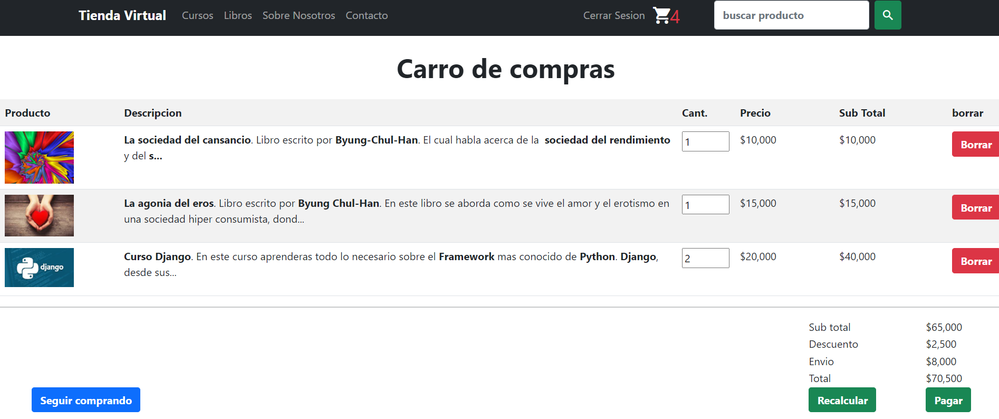 Tienda Virtual Cursos Libros Sobre Nosotros Contacto Cerrar Sesion 4 buscar producto
Carro de compras
Producto Descripcion Cant. Precio Sub Total borrar
La sociedad del cansancio. Libro escrito por Byung-Chul-Han. El cual habla acerca de la sociedad del rendimiento 1 $10,000 $10,000 Borrar
y del s...
La agonia del eros. Libro escrito por Byung Chul-Han. En este libro se aborda como se vive el amor y el erotismo en 1 $15,000 $15,000 Borrar
una sociedad hiper consumista, dond...
django
Curso Django. En este curso aprenderas todo lo necesario sobre el Framework mas conocido de Python. Django, 2 $20,000 $40,000 Borrar
desde sus...
Sub total $65,000
Descuento $2,500
Envio $8,000
Total $70,500
Seguir comprando Recalcular Pagar